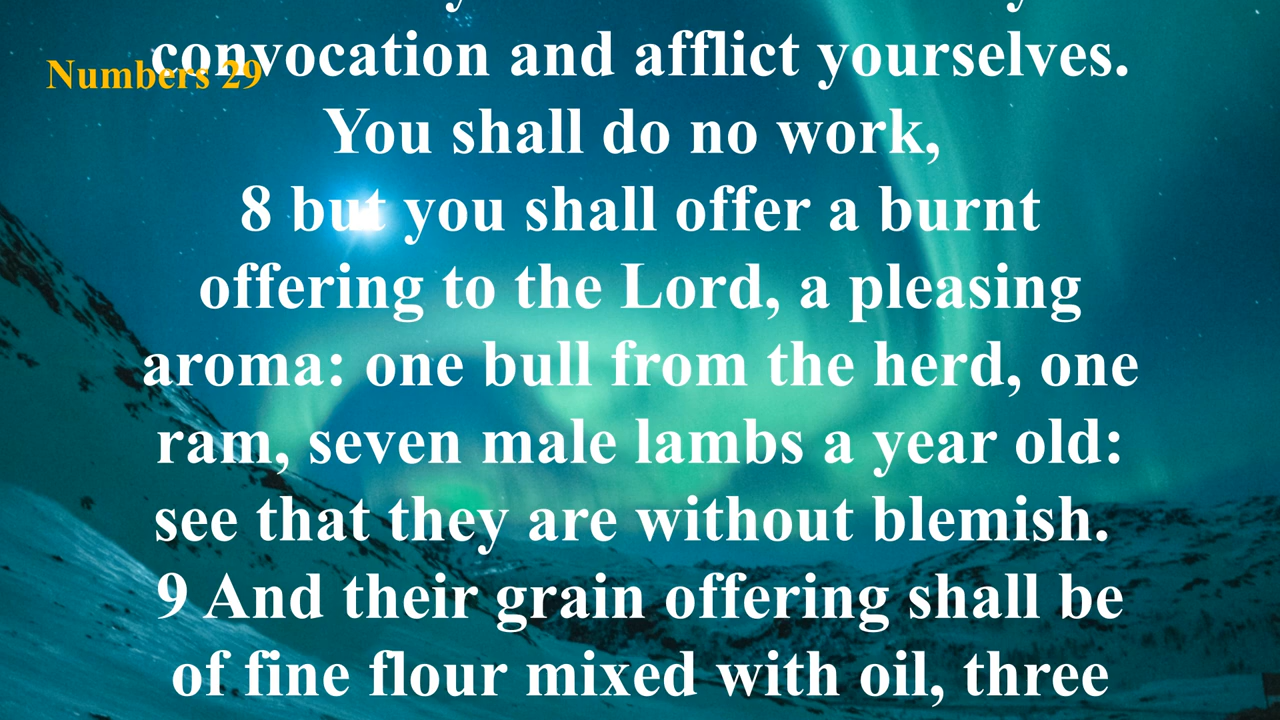 convocation and afflict yourselves.
Numbers 29
You shall do no work,
8 but you shall offer a burnt
offering to the Lord, a pleasing
aroma: one bull from the herd, one
ram, seven male lambs a year old:
see that they are without blemish.
9 And their grain offering shall be
of fine flour mixed with oil, three